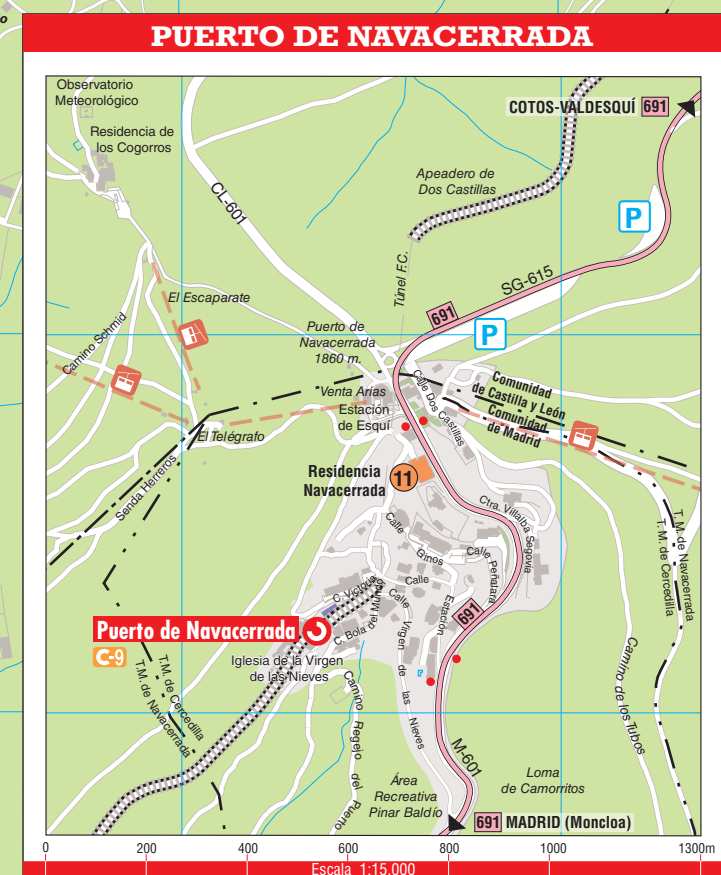 PUERTO DE NAVACERRADA
Observatorio
Meteorológico
COTOS-VALDESQUÍ 691
Residencia de
los Cogorros
Apeadero de
Dos Castillas
CL-601
P
Túnel F.C.
SG-615
El Escaparate
691
P
Puerto de
Navacerrada
1860 m.
Camino Schmid
Venta Arias
Estación
de Esquí
Calle Dos Castillas
Comunidad
de Castilla y León
Comunidad
de Madrid
El Telégrafo
Residencia
Navacerrada
11
Senda Herreros
Ctra. Villalba Segovia
Calle Ginos
Calle Peñalara
T. M. de Navacerrada
T. M. de Cercedilla
C. Victoria
Calle
Estación
C. Bola del Mundo
Calle Virgen de las Nieves
691
Puerto de Navacerrada
C-9
Iglesia de la Virgen
de las Nieves
T.M. de Cercedilla
T.M. de Navacerrada
Camino Regejo del Puerto
Camino de los Tubos
M-601
Área
Recreativa
Pinar Baldío
Loma
de Camorritos
691 MADRID (Moncloa)
0 200 400 600 800 1000 1300m
Escala 1:15.000